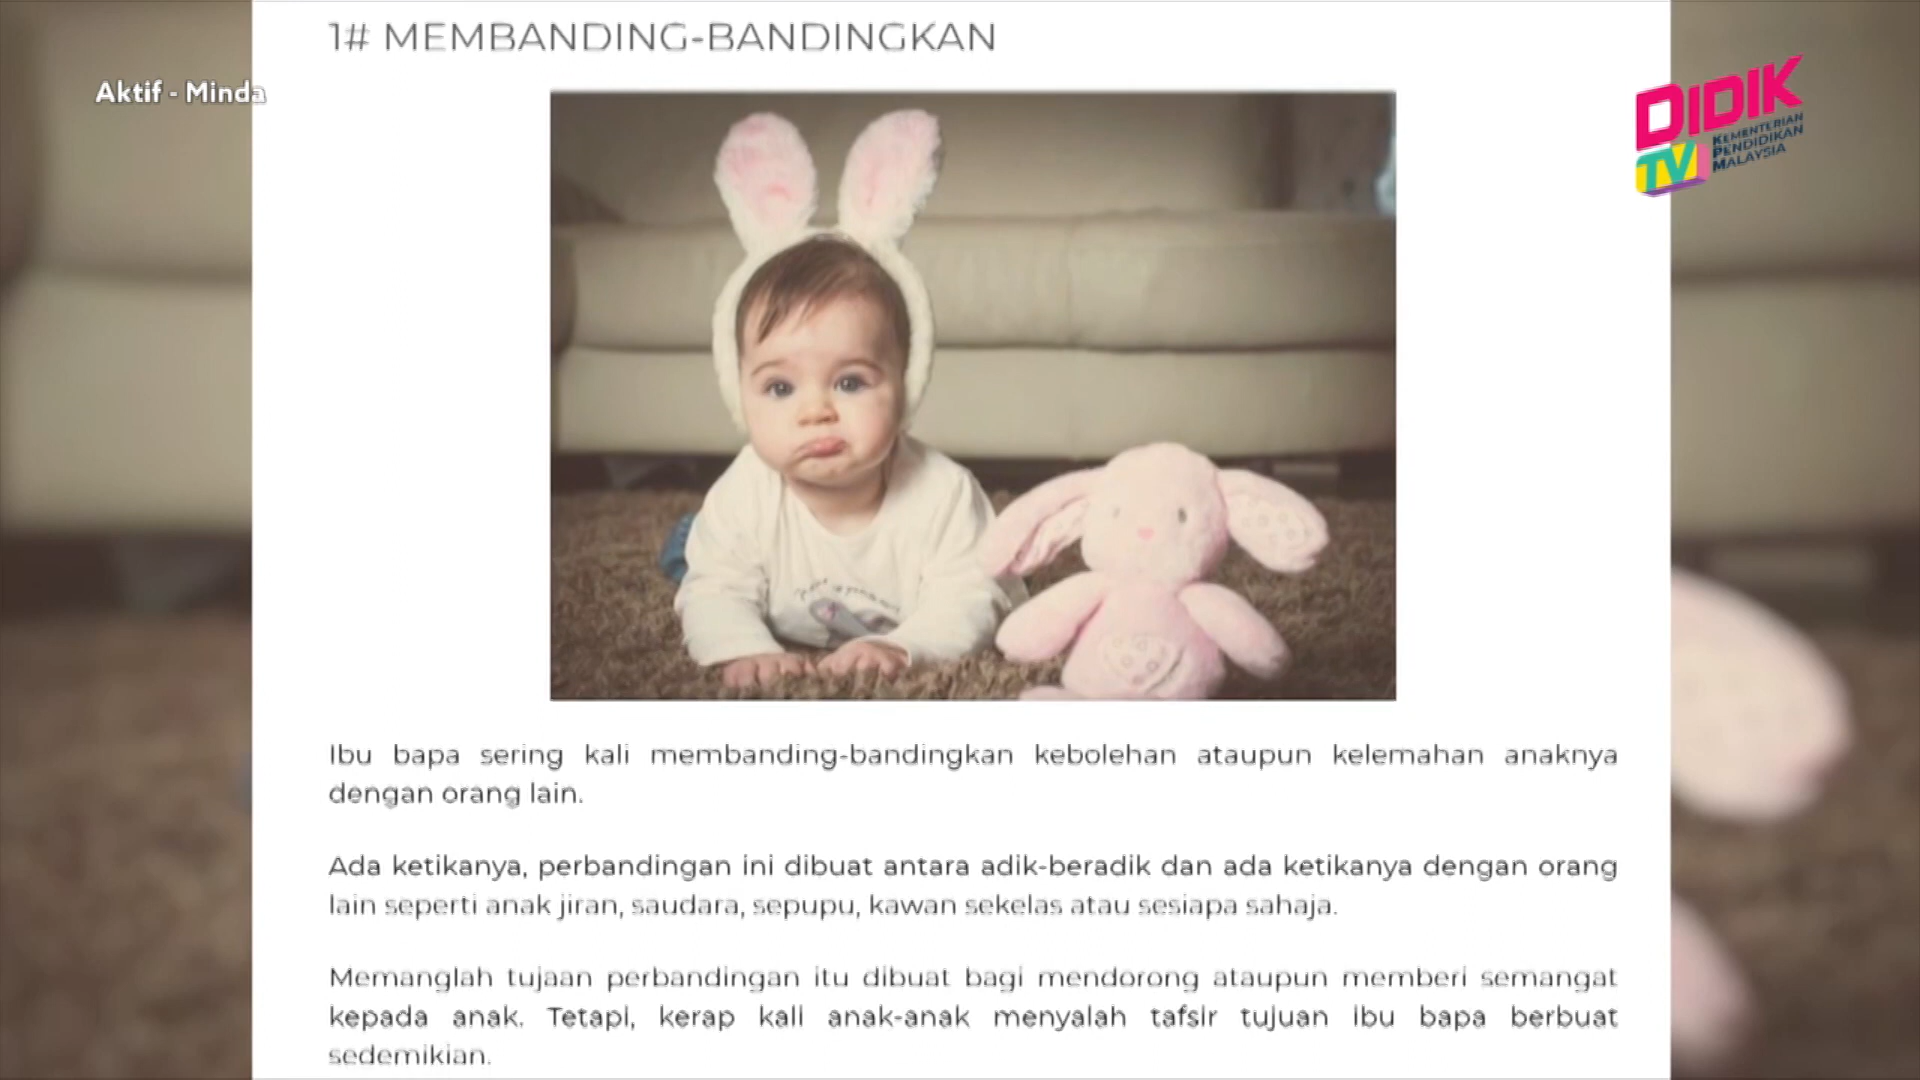 1# MEMBANDING-BANDINGKAN
Aktif - Minda
DIDIK
TV
KEMENTERIAN
PENDIDIKAN
MALAYSIA
Ibu bapa sering kali membanding-bandingkan kebolehan ataupun kelemahan anaknya
dengan orang lain.
Ada ketikanya, perbandingan ini dibuat antara adik-beradik dan ada ketikanya dengan orang
lain seperti anak jiran, saudara, sepupu, kawan sekelas atau sesiapa sahaja.
Memanglah tujaan perbandingan itu dibuat bagi mendorong ataupun memberi semangat
kepada anak. Tetapi, kerap kali anak-anak menyalah tafsir tujuan ibu bapa berbuat
sedemikian.